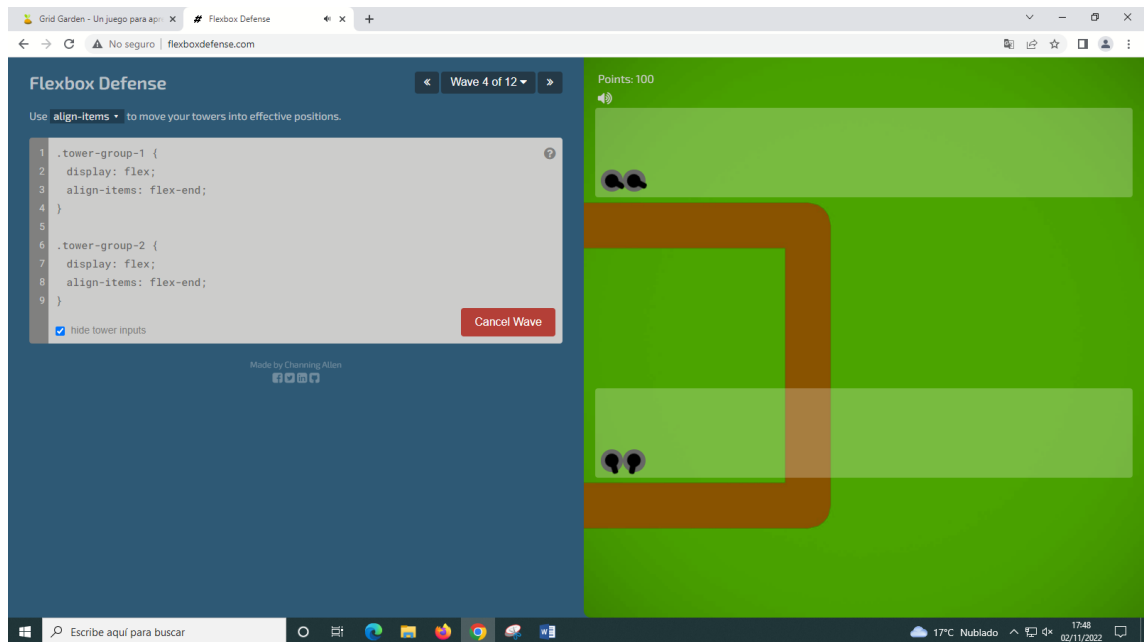 Grid Garden - Un juego para apr
Flexbox Defense
No seguro | flexboxdefense.com
Flexbox Defense
« Wave 4 of 12 »
Use align-items to move your towers into effective positions.
1 .tower-group-1 {
2 display: flex;
3 align-items: flex-end;
4 }
5
6 .tower-group-2 {
7 display: flex;
8 align-items: flex-end;
9 }
hide tower inputs
Cancel Wave
Made by Channing Allen
Points: 100
Escribe aquí para buscar
17°C Nublado
17:48
02/11/2022